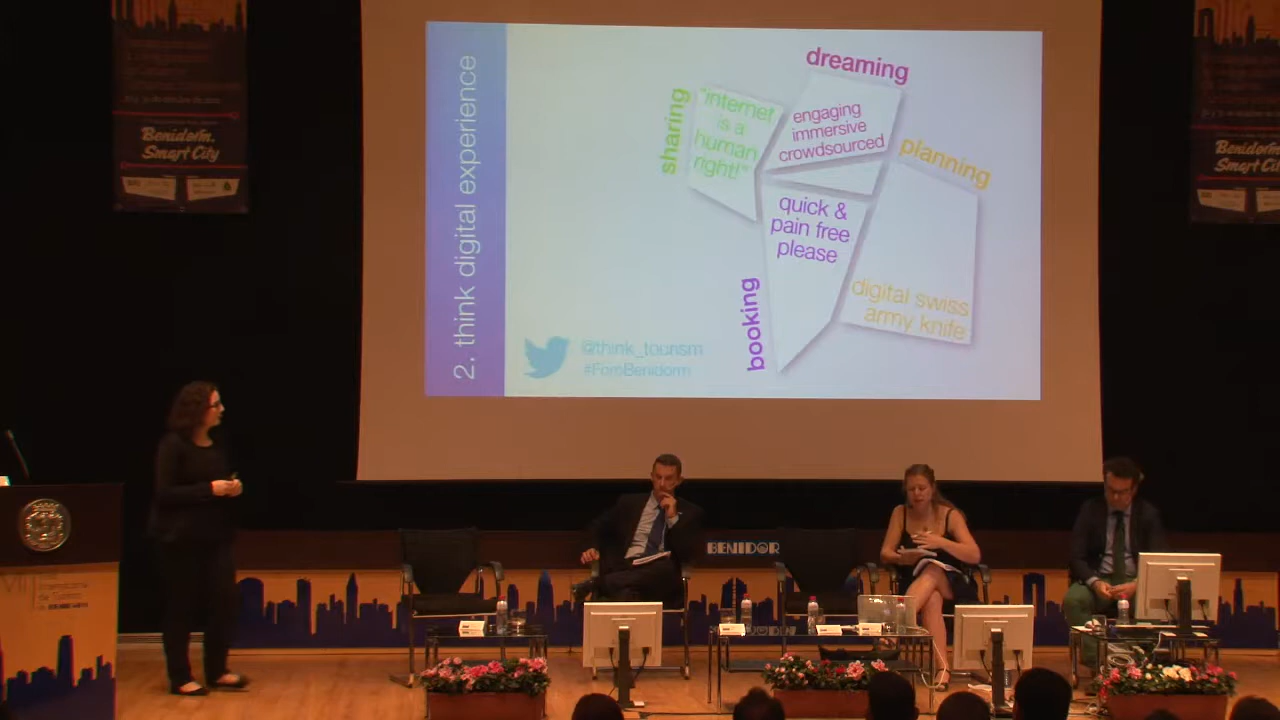 2. think digital experience
dreaming
engaging
immersive
crowdsourced
sharing
"internet
is a
human
right!"
planning
digital swiss
army knife
quick &
pain free
please
booking
@think_tourism
#ForoBenidorm
Benidorm,
Smart City
Benidorm,
Smart City
BENIDOR